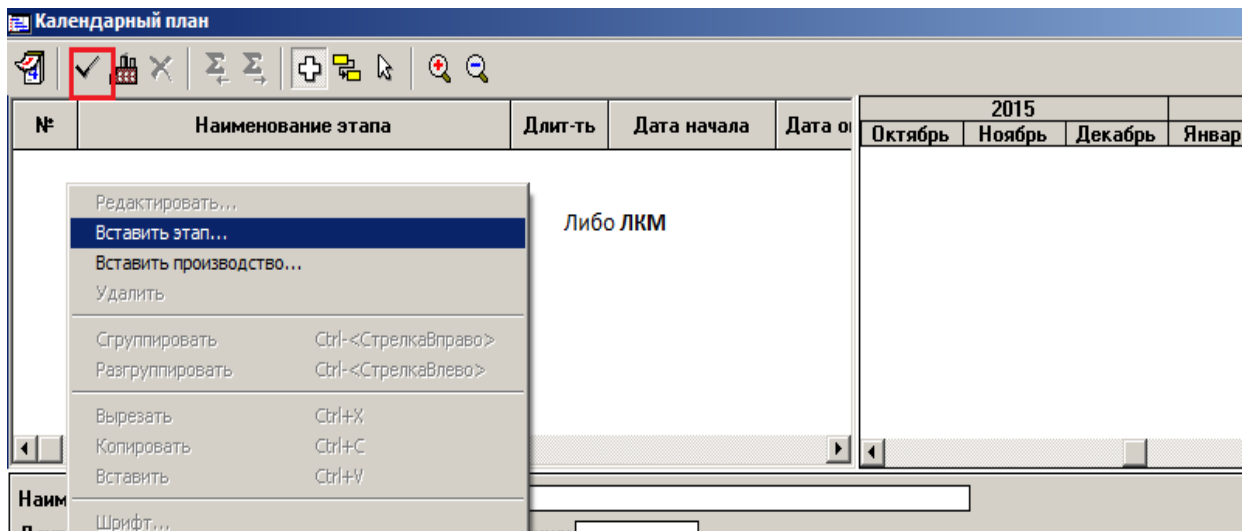 Календарный план
№ Наименование этапа Длит-ть Дата начала Дата о
2015
Октябрь Ноябрь Декабрь Январ
Редактировать...
Либо ЛКМ
Вставить этап...
Вставить производство...
Удалить
Сгруппировать Ctrl-<СтрелкаВправо>
Разгруппировать Ctrl-<СтрелкаВлево>
Вырезать Ctrl+X
Копировать Ctrl+C
Вставить Ctrl+V
Наим
Шрифт...